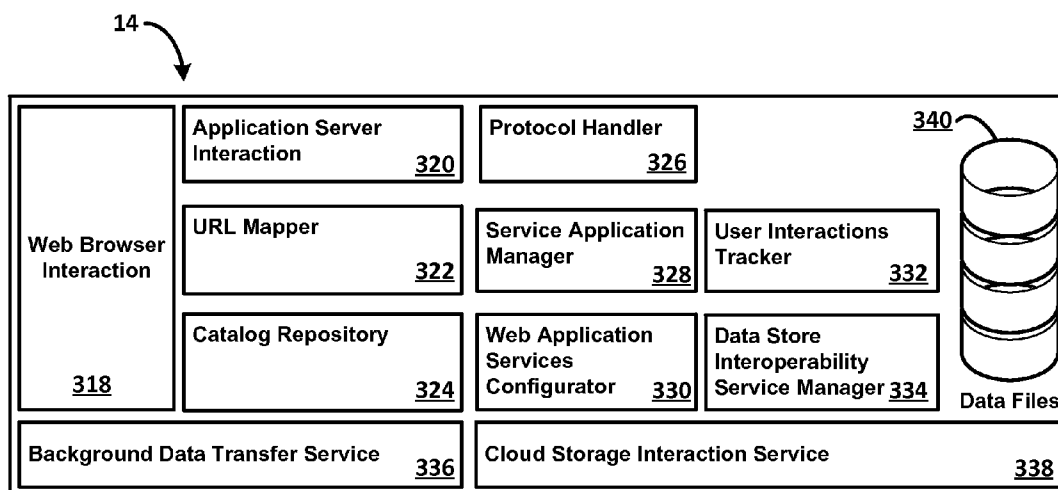 14
Web Browser
Interaction
318
Application Server
Interaction
320
Protocol Handler
326
340
URL Mapper
322
Service Application
Manager
328
User Interactions
Tracker
332
Catalog Repository
324
Web Application
Services
Configurator
330
Data Store
Interoperability
Service Manager
334
Data Files
Background Data Transfer Service
336
Cloud Storage Interaction Service
338